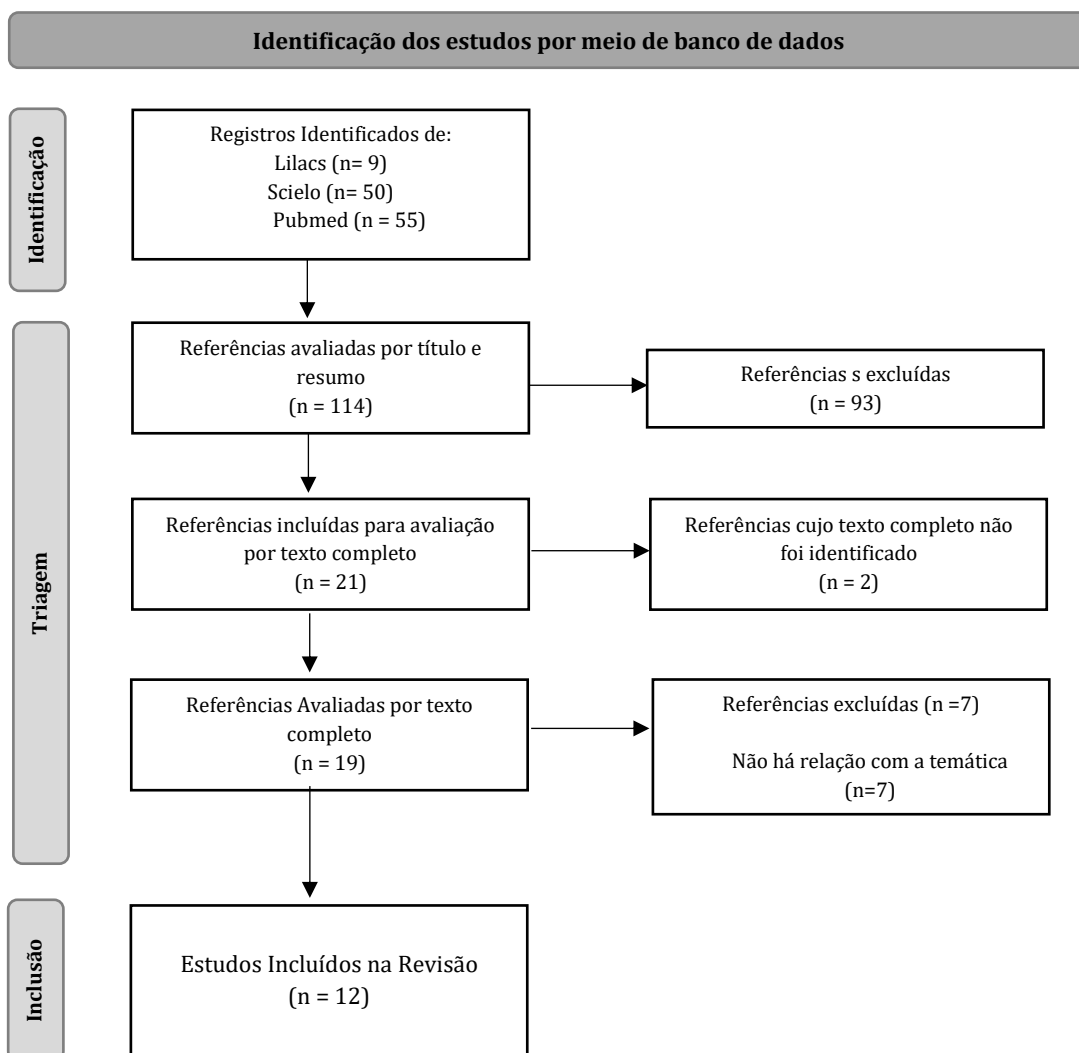 Identificação dos estudos por meio de banco de dados
Identificação
Registros Identificados de:
Lilacs (n= 9)
Scielo (n= 50)
Pubmed (n = 55)
Triagem
Referências avaliadas por título e
resumo
(n = 114)
Referências s excluídas
(n = 93)
Referências incluídas para avaliação
por texto completo
(n = 21)
Referências cujo texto completo não
foi identificado
(n = 2)
Referências Avaliadas por texto
completo
(n = 19)
Referências excluídas (n =7)
Não há relação com a temática
(n=7)
Inclusão
Estudos Incluídos na Revisão
(n = 12)